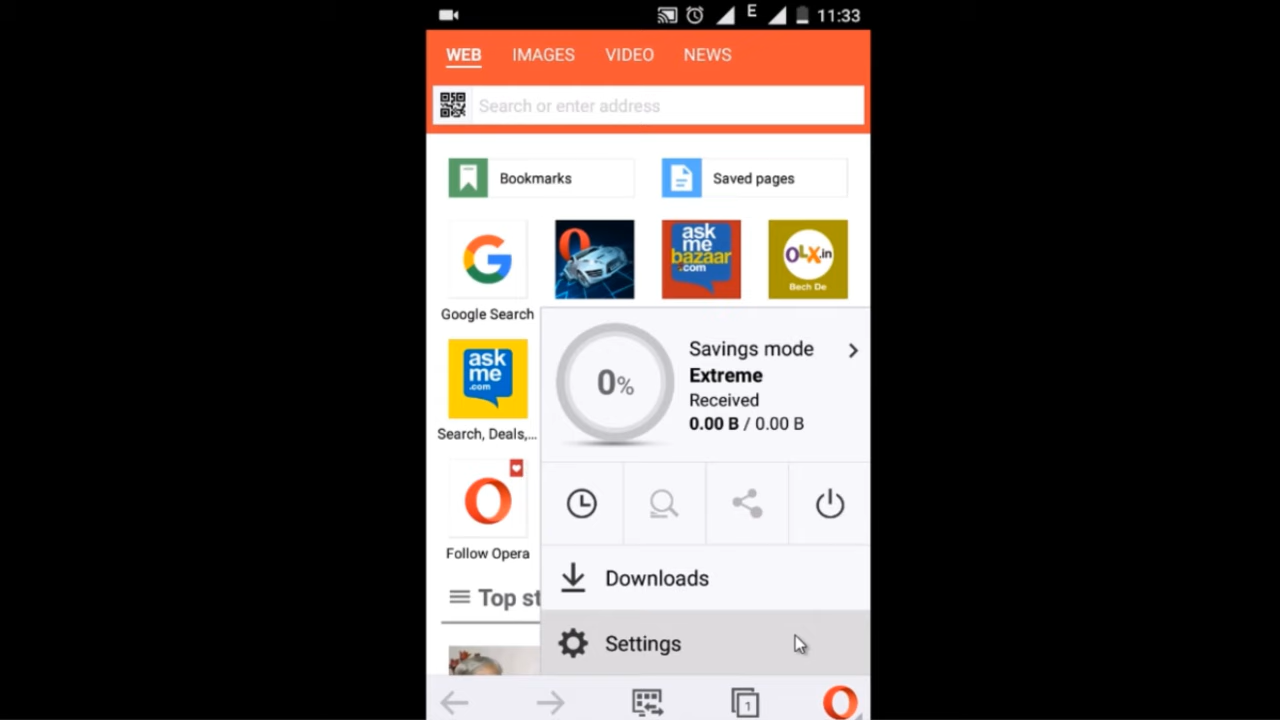 E 11:33
WEB IMAGES VIDEO NEWS
Search or enter address
Bookmarks Saved pages
ask me bazaar .com
OLX.in
Bech De
Google Search
ask me .com
Search, Deals,...
Follow Opera
Top st
0%
Savings mode
Extreme
Received
0.00 B / 0.00 B
Downloads
Settings
1